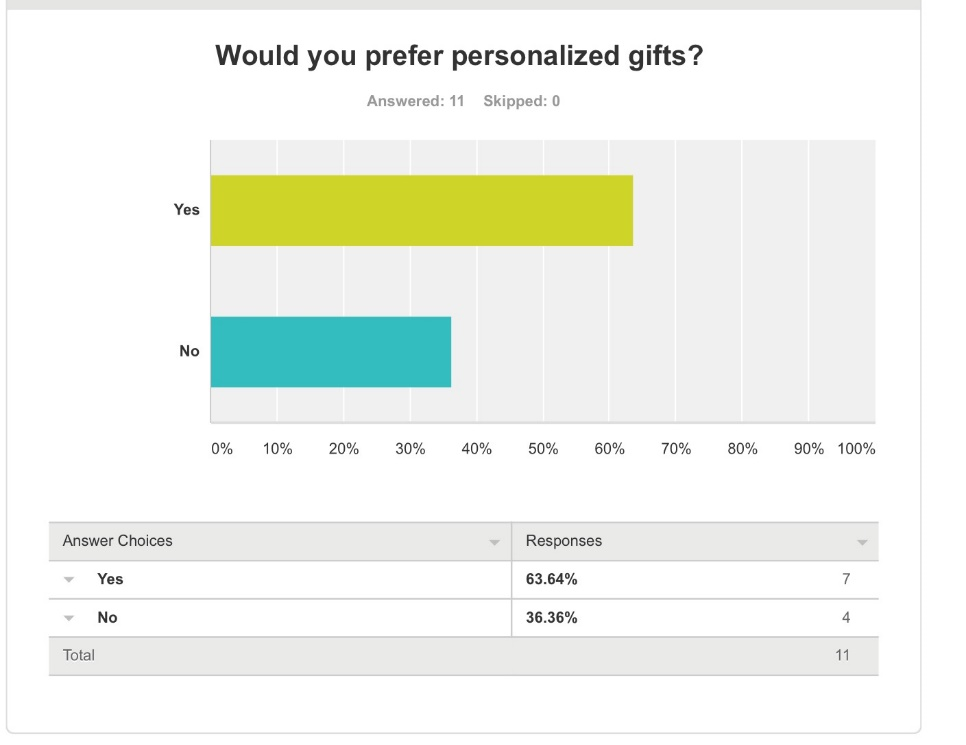 Would you prefer personalized gifts?
Answered: 11 Skipped: 0
Yes
No
0% 10% 20% 30% 40% 50% 60% 70% 80% 90% 100%
Answer Choices Responses
Yes 63.64% 7
No 36.36% 4
Total 11